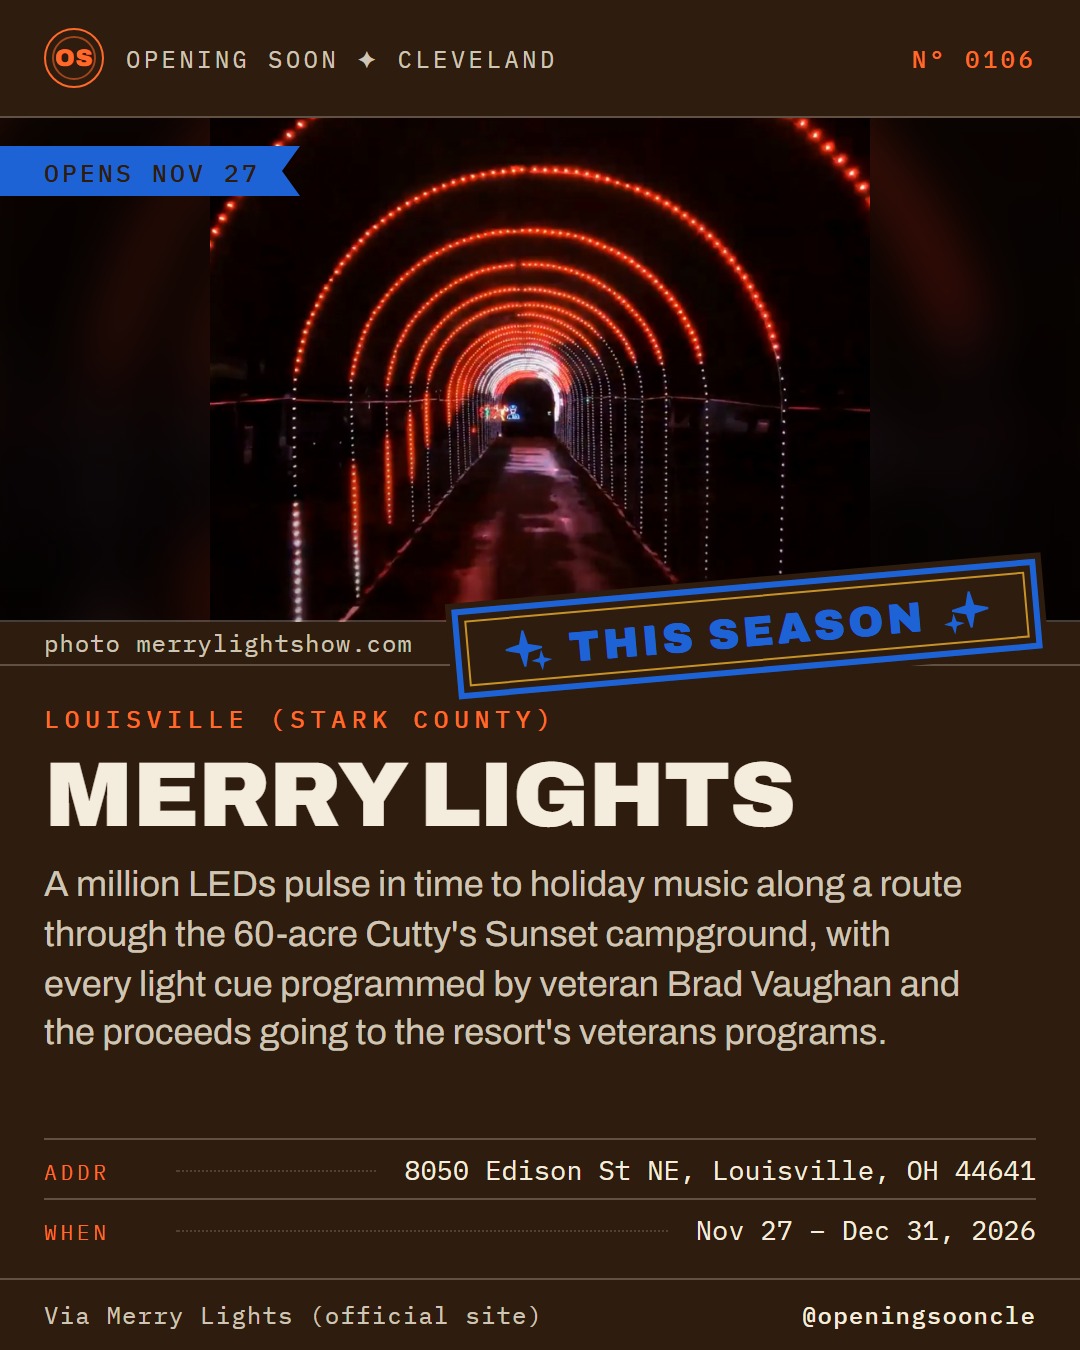 OS OPENING SOON ✦ CLEVELAND N° 0106
OPENS NOV 27
photo merrylightshow.com
THIS SEASON
LOUISVILLE (STARK COUNTY)
MERRY LIGHTS
A million LEDs pulse in time to holiday music along a route
through the 60-acre Cutty's Sunset campground, with
every light cue programmed by veteran Brad Vaughan and
the proceeds going to the resort's veterans programs.
ADDR 8050 Edison St NE, Louisville, OH 44641
WHEN Nov 27 – Dec 31, 2026
Via Merry Lights (official site) @openingsooncle